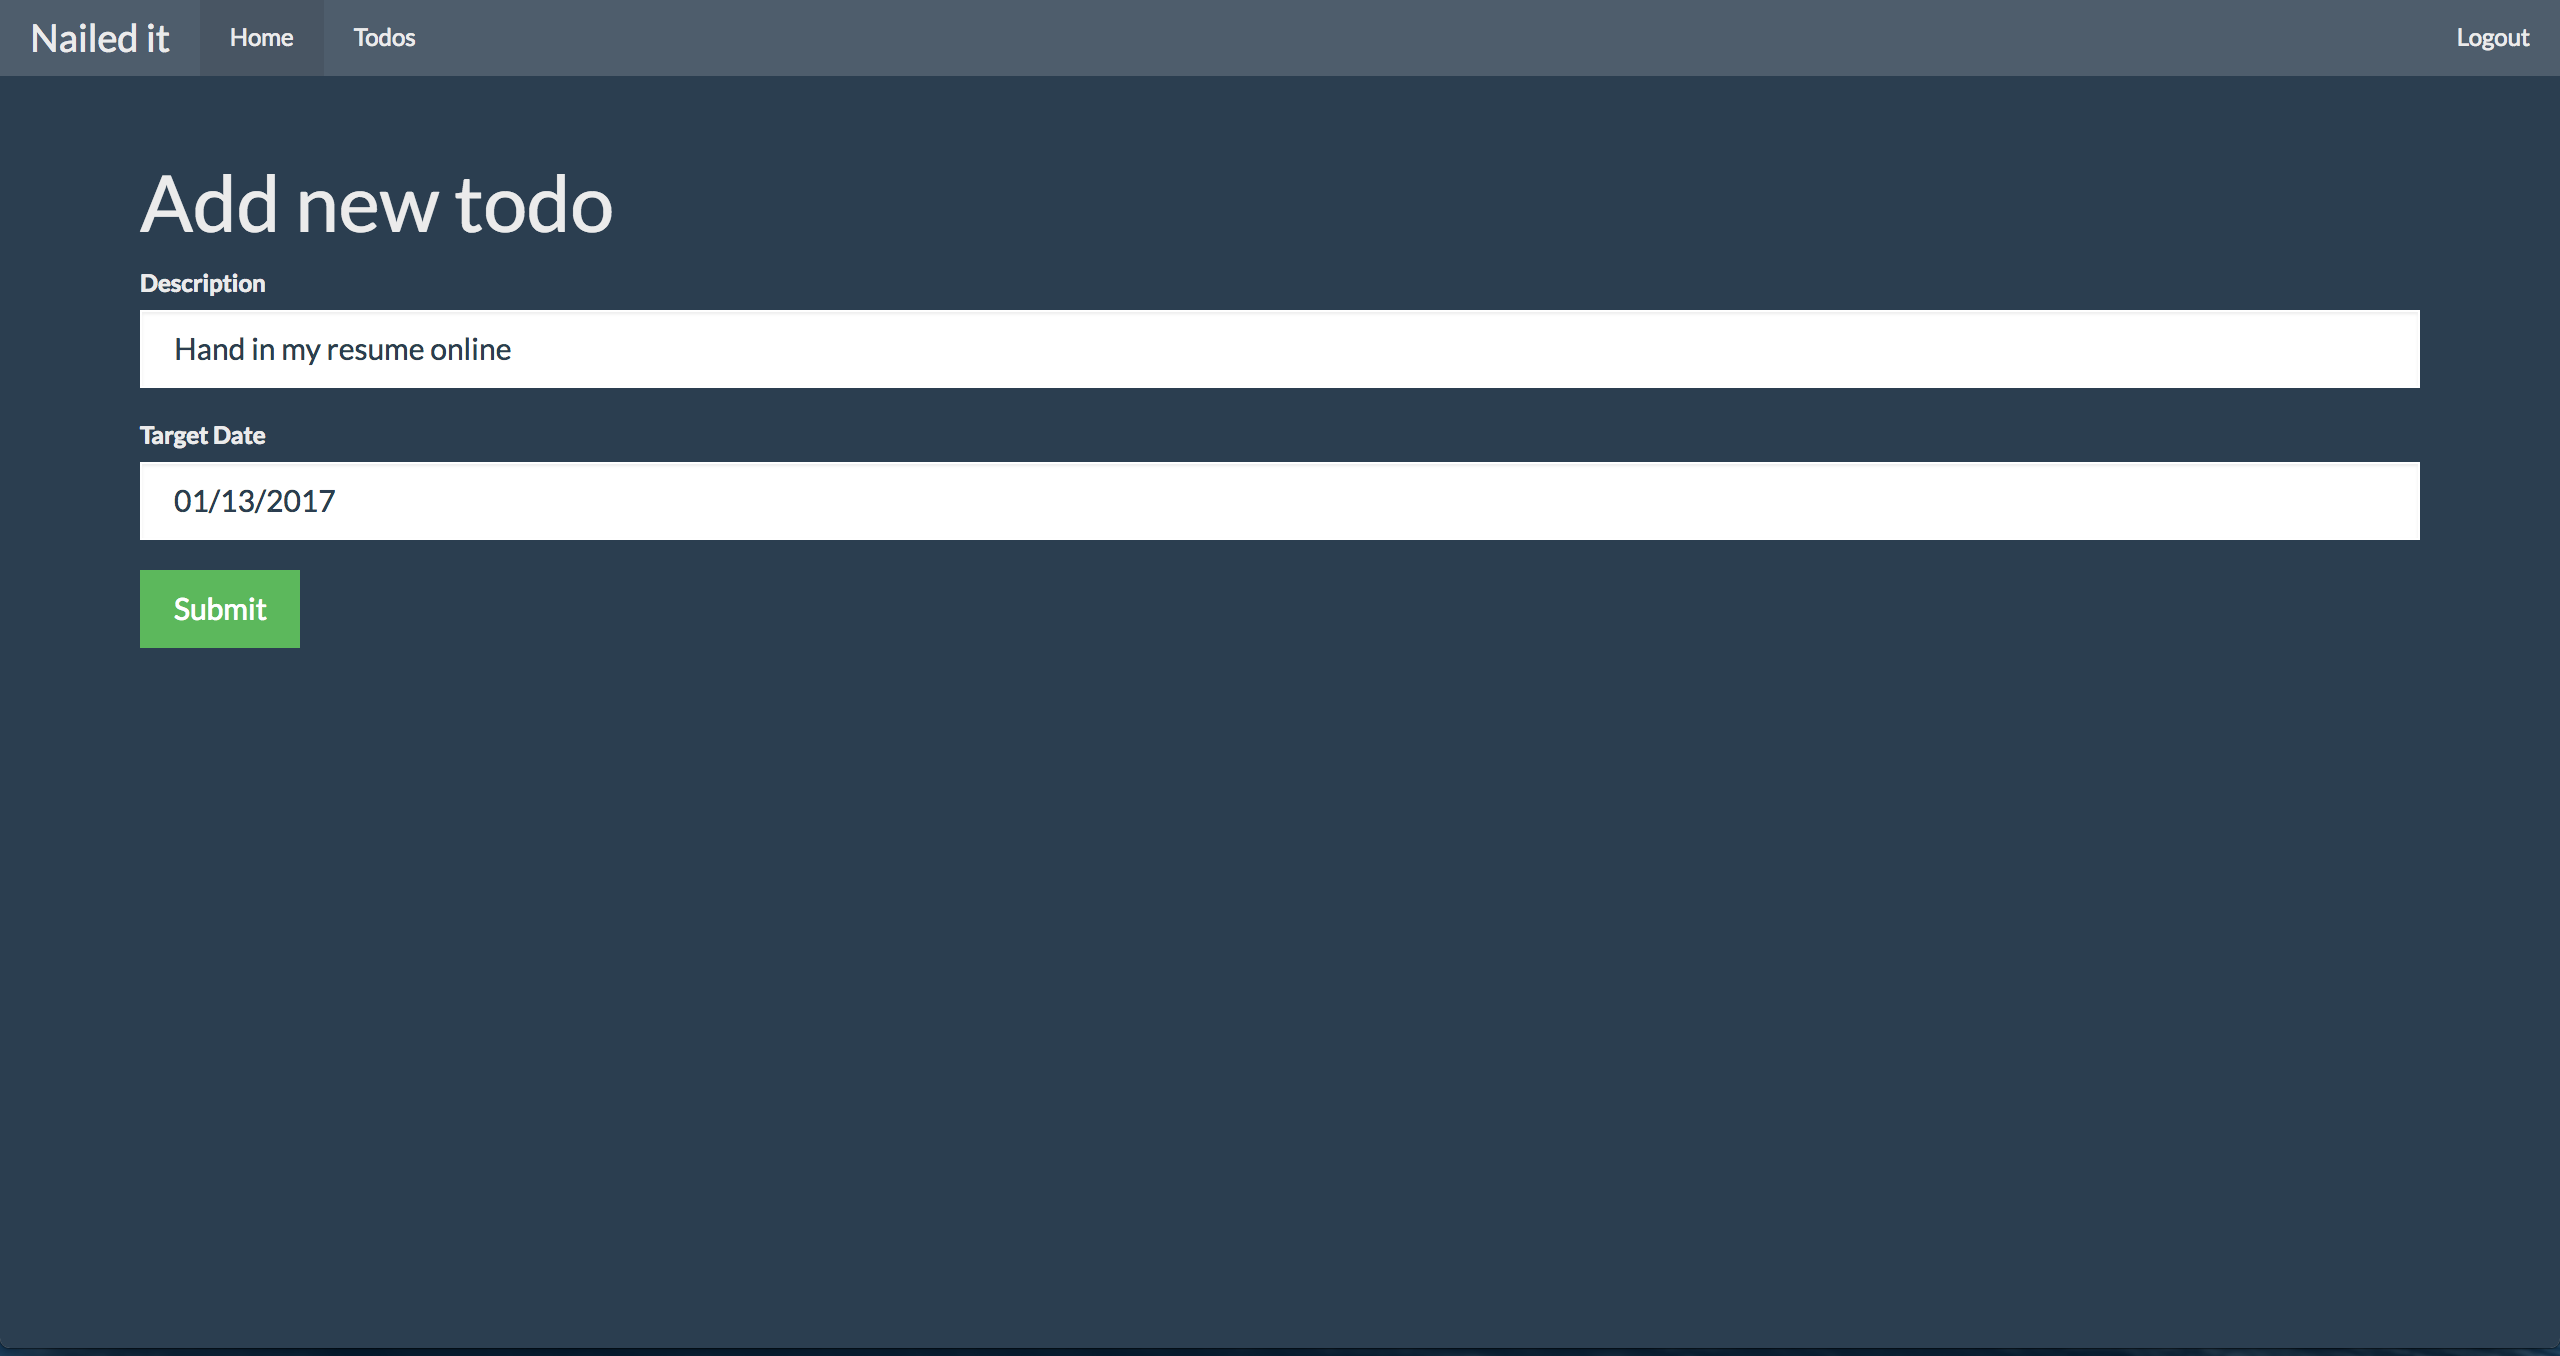 Nailed it Home Todos Logout
Add new todo
Description
Hand in my resume online
Target Date
01/13/2017
Submit